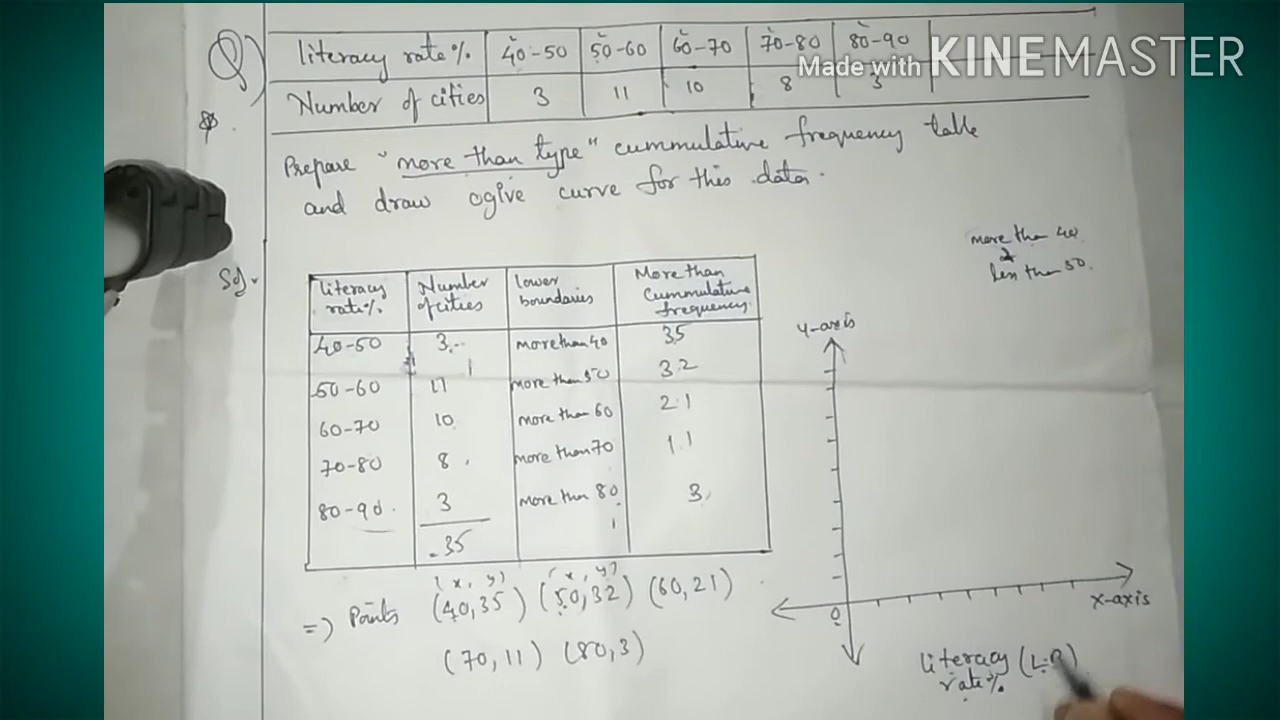 Q)
literacy rate% 40-50 50-60 60-70 70-80 80-90
Made with KINEMASTER
Number of cities 3 11 10 8 3
Prepare "more than type" cummulative frequency table
and draw ogive curve for this data.
more than 40
&
less than 50.
Sol.
literacy rate% Number of cities lower boundaries More than Cummulative frequency
40-50 3 more than 40 35
50-60 11 more than 50 32
60-70 10 more than 60 21
70-80 8 more than 70 11
80-90 3 more than 80 3
35
Y-axis
X-axis
0
(x, y) (x, y)
=) Points (40,35) (50,32) (60,21)
(70,11) (80,3)
literacy (L.R)
rate%